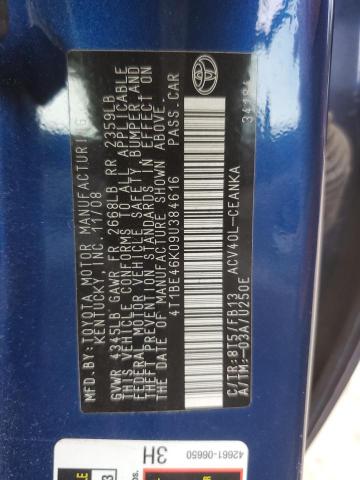 MFD.BY:TOYOTA MOTOR MANUFACTURING
KENTUCKY, INC. 11/08
GVWR 4345LB GAWR FR 2668LB RR 2359LB
THIS VEHICLE CONFORMS TO ALL APPLICABLE
FEDERAL MOTOR VEHICLE SAFETY, BUMPER AND
THEFT PREVENTION STANDARDS IN EFFECT ON
THE DATE OF MANUFACTURE SHOWN ABOVE.
4T1BE46K09U384616 PASS.CAR
ACV40L-CEANKA
C/TR:8T5/FB13
A/TM:-03A/U250E
42661-06650
3H